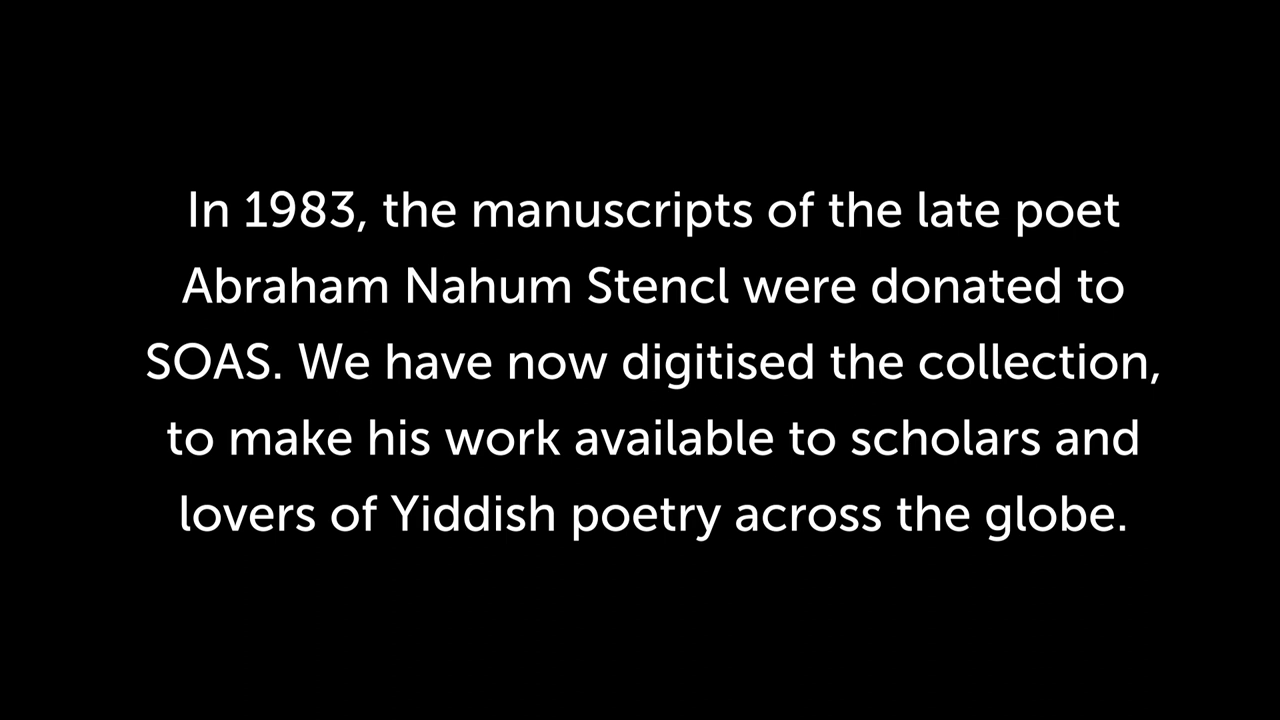 In 1983, the manuscripts of the late poet
Abraham Nahum Stencl were donated to
SOAS. We have now digitised the collection,
to make his work available to scholars and
lovers of Yiddish poetry across the globe.